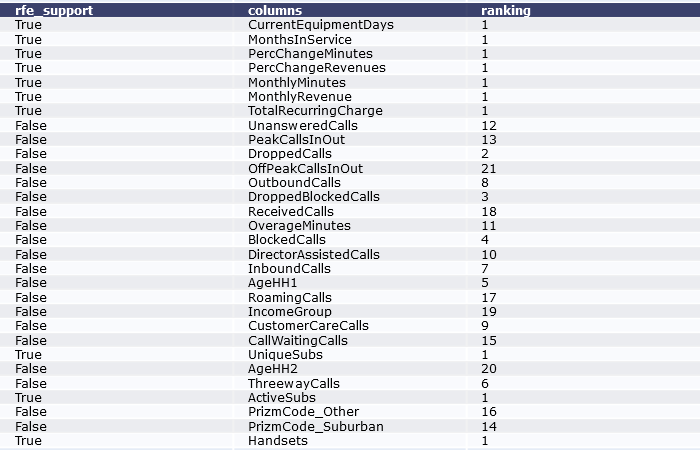 rfe_support columns ranking
True CurrentEquipmentDays 1
True MonthsInService 1
True PercChangeMinutes 1
True PercChangeRevenues 1
True MonthlyMinutes 1
True MonthlyRevenue 1
True TotalRecurringCharge 1
False UnansweredCalls 12
False PeakCallsInOut 13
False DroppedCalls 2
False OffPeakCallsInOut 21
False OutboundCalls 8
False DroppedBlockedCalls 3
False ReceivedCalls 18
False OverageMinutes 11
False BlockedCalls 4
False DirectorAssistedCalls 10
False InboundCalls 7
False AgeHH1 5
False RoamingCalls 17
False IncomeGroup 19
False CustomerCareCalls 9
False CallWaitingCalls 15
True UniqueSubs 1
False AgeHH2 20
False ThreewayCalls 6
True ActiveSubs 1
False PrizmCode_Other 16
False PrizmCode_Suburban 14
True Handsets 1